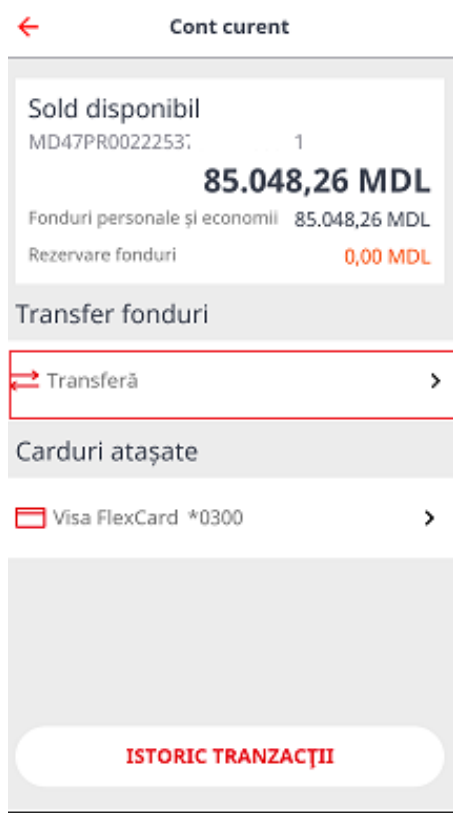 Cont curent
Sold disponibil
MD47PR00222537 1
85.048,26 MDL
Fonduri personale și economii 85.048,26 MDL
Rezervare fonduri 0,00 MDL
Transfer fonduri
Transferă
Carduri atașate
Visa FlexCard *0300
ISTORIC TRANZACȚII